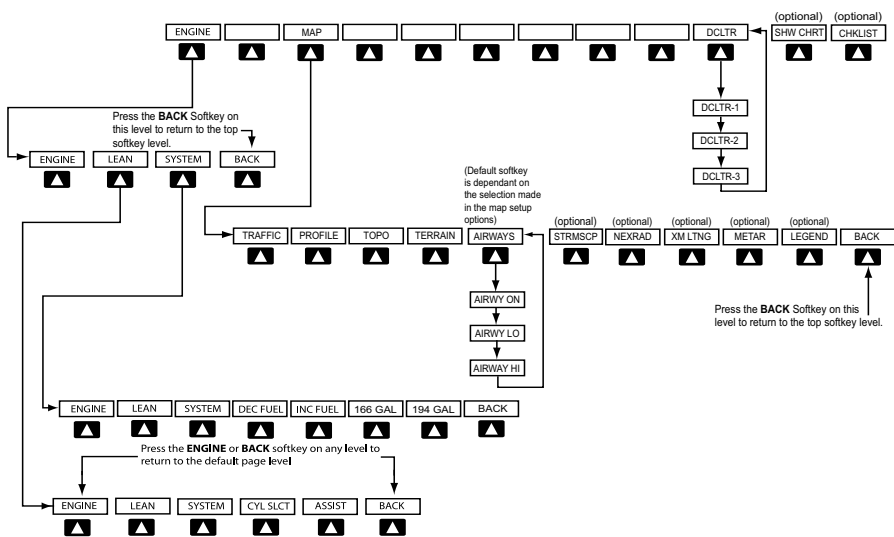 (optional) (optional)
ENGINE MAP DCLTR SHW CHRT CHKLIST
Press the BACK Softkey on
this level to return to the top
softkey level.
DCLTR-1
DCLTR-2
DCLTR-3
ENGINE LEAN SYSTEM BACK
(Default softkey
is dependant on
the selection made
in the map setup
options)
(optional) (optional) (optional) (optional) (optional)
TRAFFIC PROFILE TOPO TERRAIN AIRWAYS STRMSCP NEXRAD XM LTNG METAR LEGEND BACK
AIRWY ON
AIRWY LO
AIRWAY HI
Press the BACK Softkey on this
level to return to the top softkey level.
ENGINE LEAN SYSTEM DEC FUEL INC FUEL 166 GAL 194 GAL BACK
Press the ENGINE or BACK softkey on any level to
return to the default page level
ENGINE LEAN SYSTEM CYL SLCT ASSIST BACK